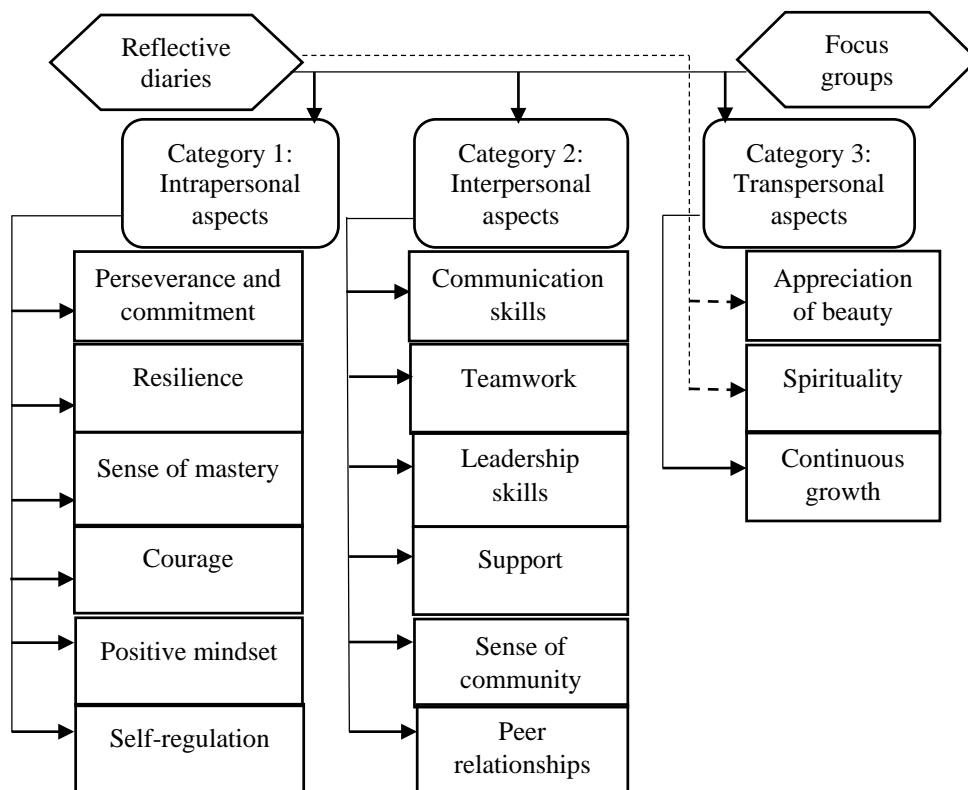 Reflective
diaries
Focus
groups
Category 1:
Intrapersonal
aspects
Category 2:
Interpersonal
aspects
Category 3:
Transpersonal
aspects
Perseverance and
commitment
Resilience
Sense of mastery
Courage
Positive mindset
Self-regulation
Communication
skills
Teamwork
Leadership
skills
Support
Sense of
community
Peer
relationships
Appreciation
of beauty
Spirituality
Continuous
growth